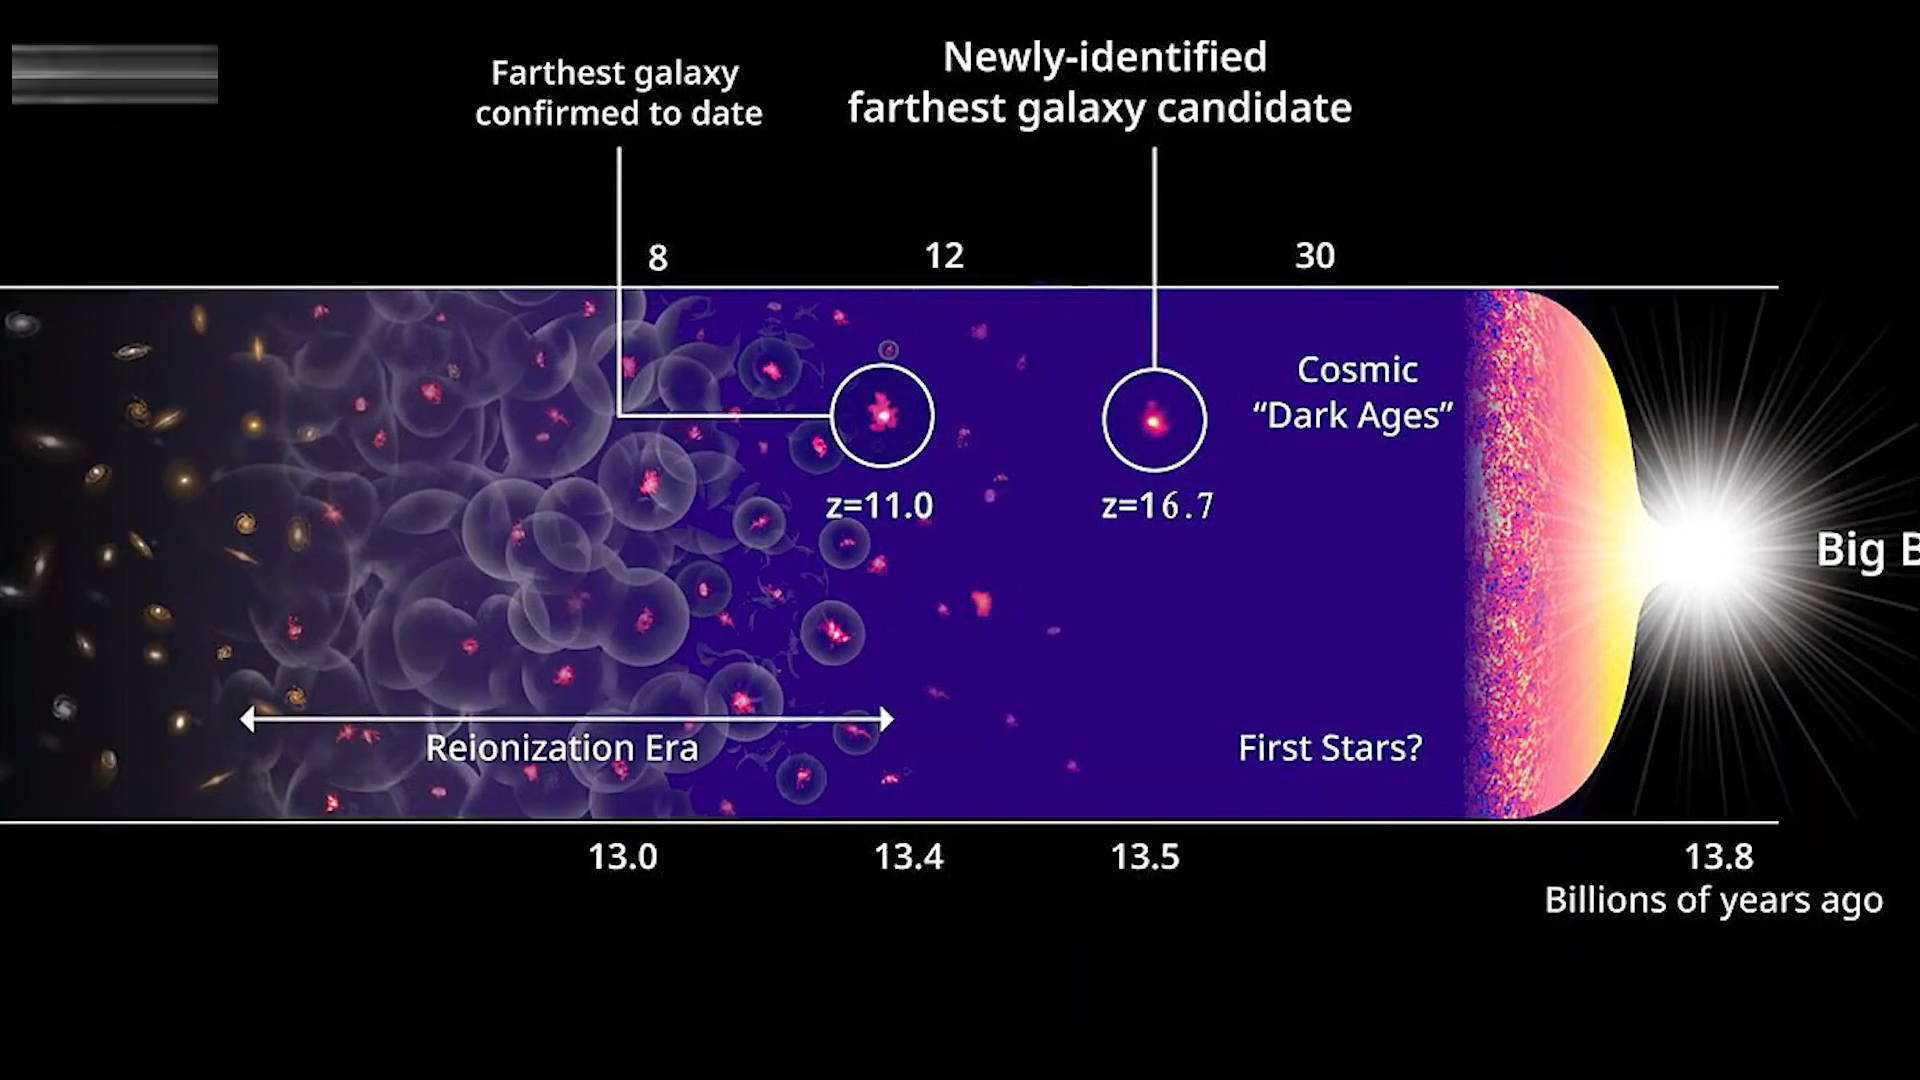 Farthest galaxy
confirmed to date
Newly-identified
farthest galaxy candidate
8
12
30
Cosmic
“Dark Ages”
z=11.0
z=16.7
Big B
Reionization Era
First Stars?
13.0
13.4
13.5
13.8
Billions of years ago